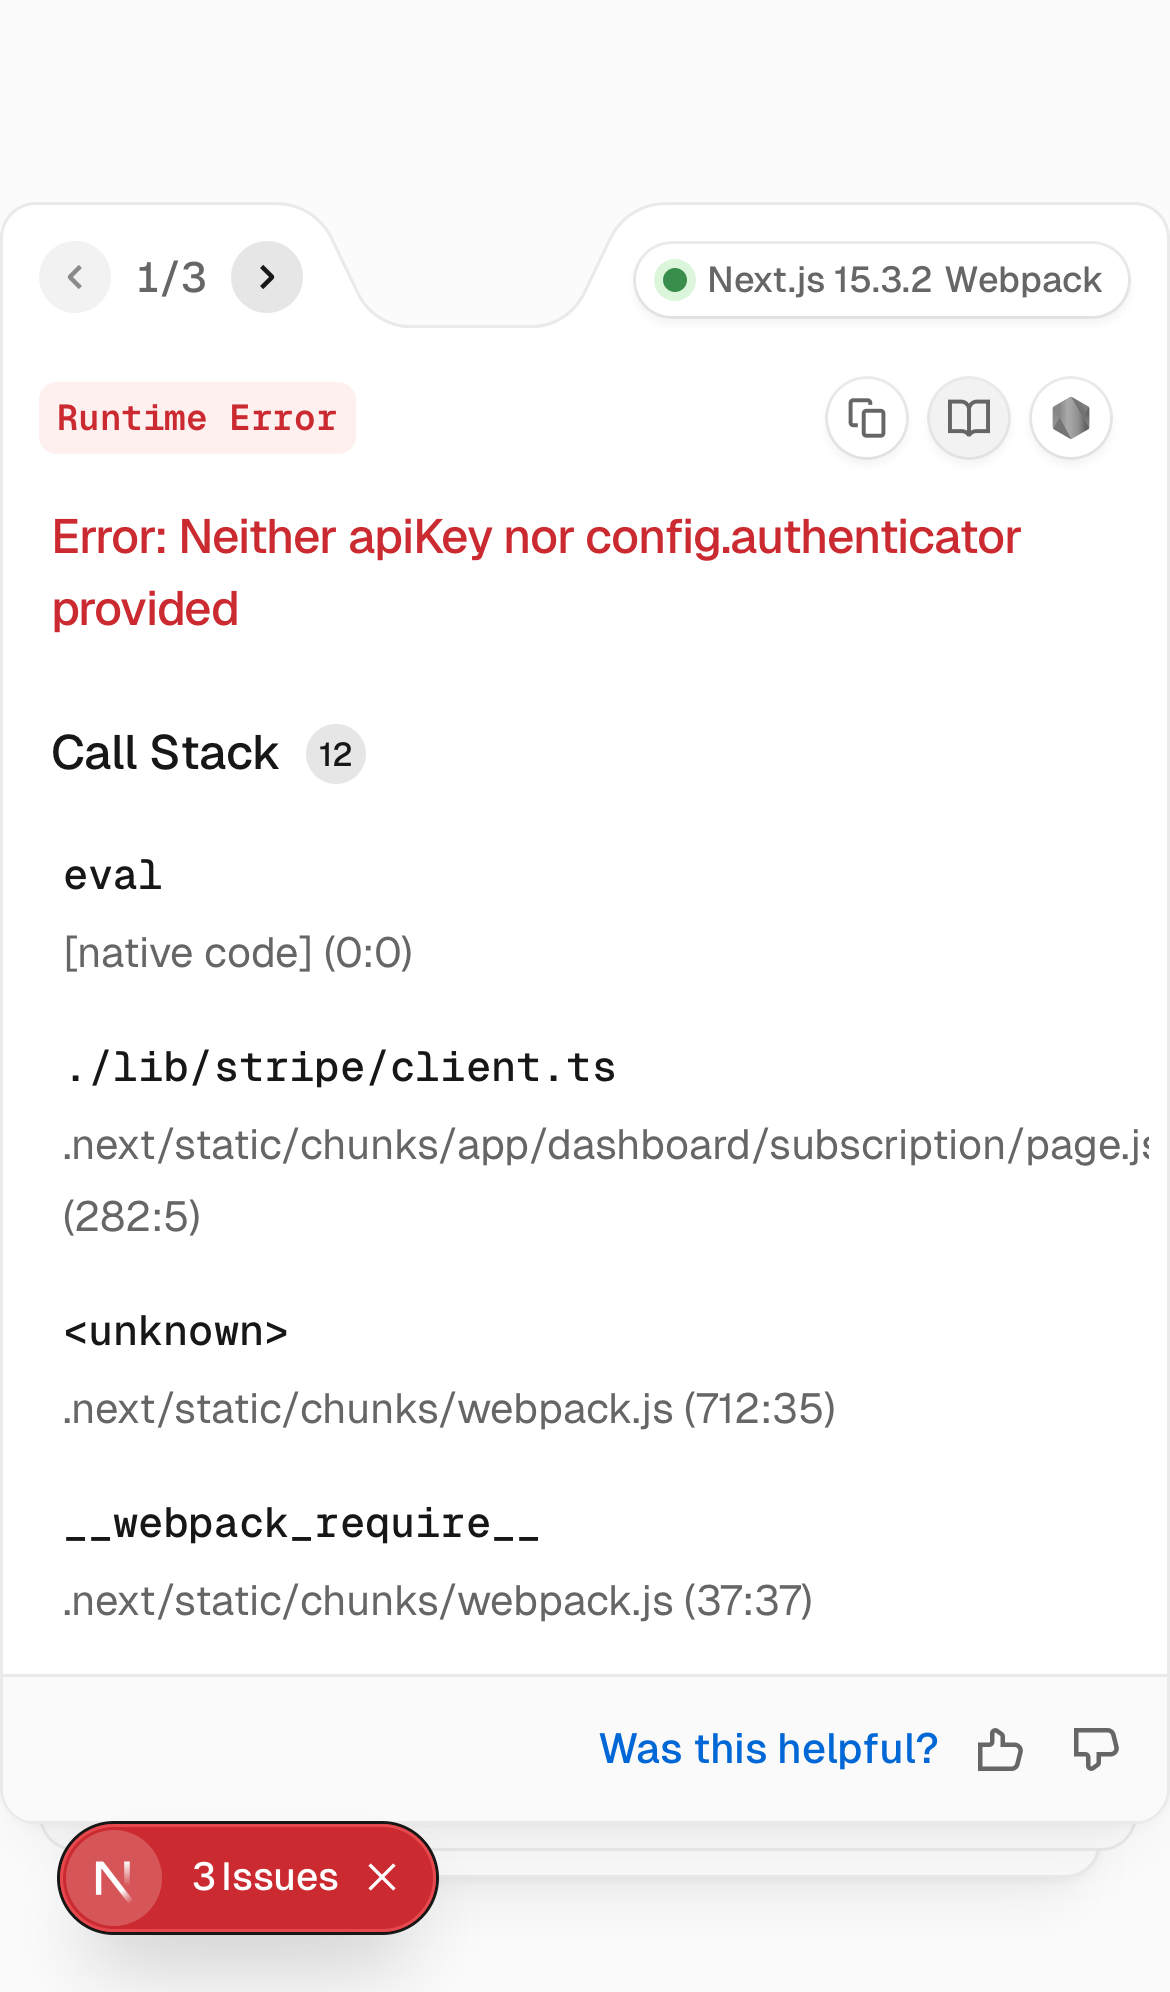 1/3
Next.js 15.3.2 Webpack
Runtime Error
Error: Neither apiKey nor config.authenticator
provided
Call Stack 12
eval
[native code] (0:0)
./lib/stripe/client.ts
.next/static/chunks/app/dashboard/subscription/page.js
(282:5)
<unknown>
.next/static/chunks/webpack.js (712:35)
__webpack_require__
.next/static/chunks/webpack.js (37:37)
Was this helpful?
N 3 Issues